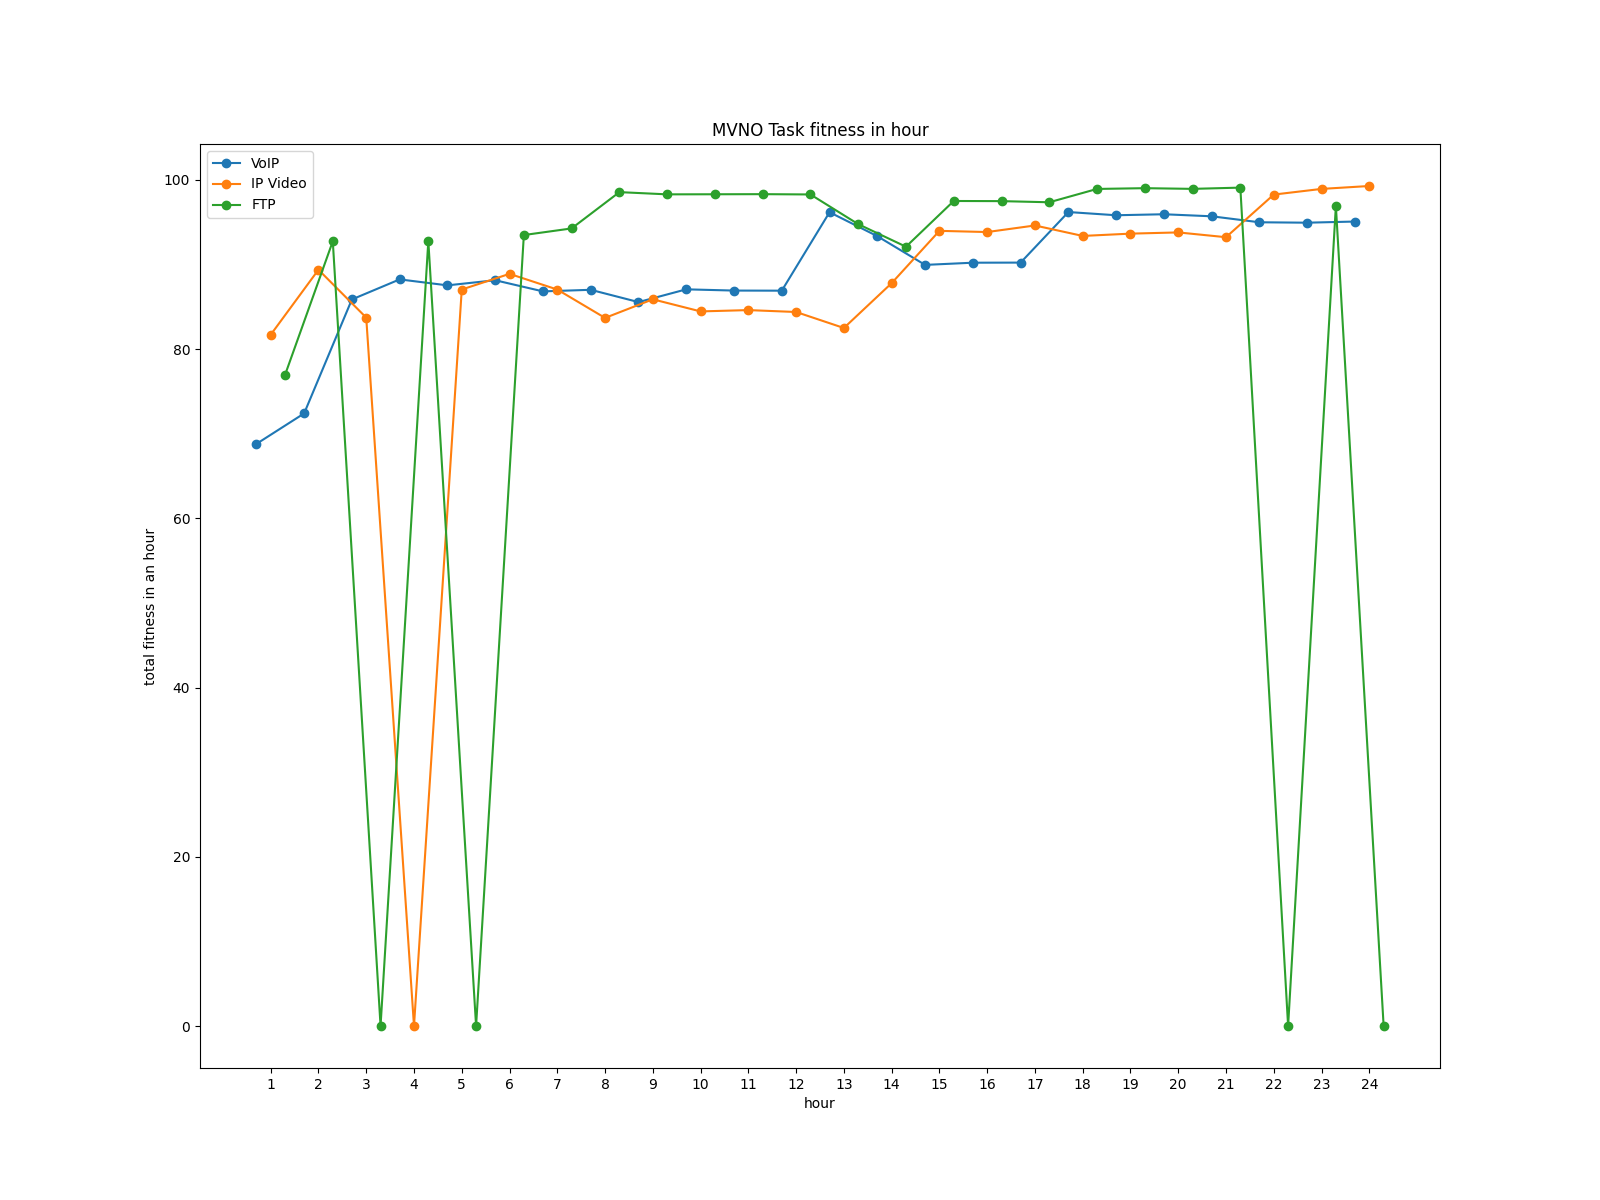 MVNO Task fitness in hour
VoIP
IP Video
FTP
100
80
60
40
20
0
total fitness in an hour
1 2 3 4 5 6 7 8 9 10 11 12 13 14 15 16 17 18 19 20 21 22 23 24
hour